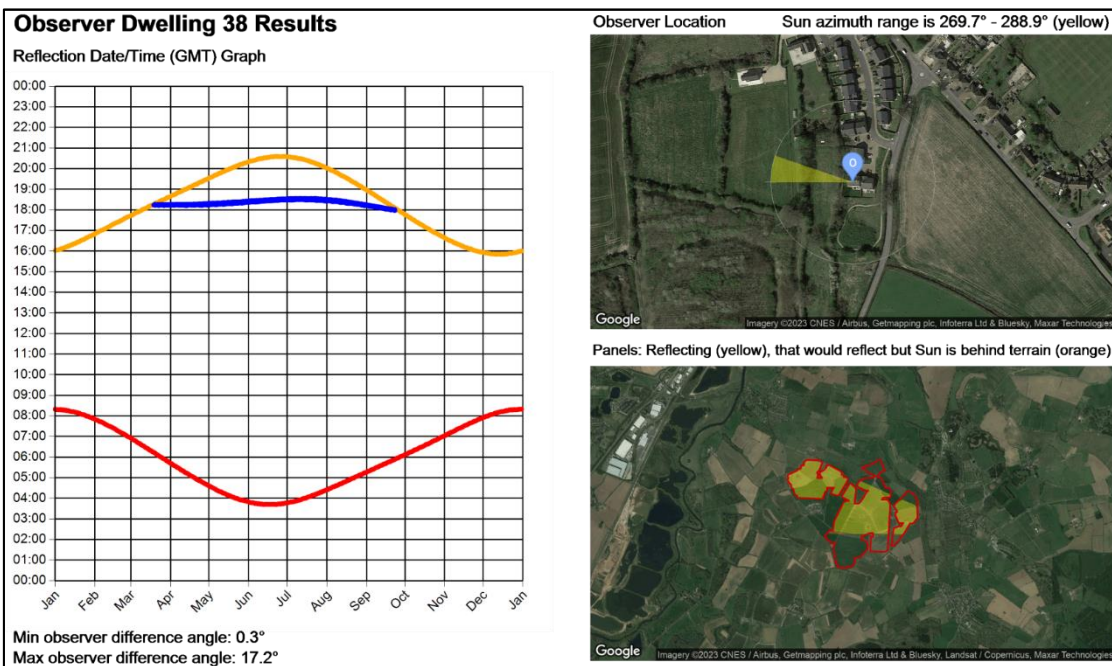 Observer Dwelling 38 Results
Reflection Date/Time (GMT) Graph
00:00
23:00
22:00
21:00
20:00
19:00
18:00
17:00
16:00
15:00
14:00
13:00
12:00
11:00
10:00
09:00
08:00
07:00
06:00
05:00
04:00
03:00
02:00
01:00
00:00
Jan Feb Mar Apr May Jun Jul Aug Sep Oct Nov Dec Jan
Min observer difference angle: 0.3°
Max observer difference angle: 17.2°
Observer Location Sun azimuth range is 269.7° - 288.9° (yellow)
O
Google
Imagery ©2023 CNES / Airbus, Getmapping plc, Infoterra Ltd & Bluesky, Maxar Technologies
Panels: Reflecting (yellow), that would reflect but Sun is behind terrain (orange)
Google
Imagery ©2023 CNES / Airbus, Getmapping plc, Infoterra Ltd & Bluesky, Landsat / Copernicus, Maxar Technologies